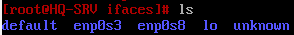 [root@HQ-SRV ifaces]# ls
default  enp0s3  enp0s8  lo  unknown